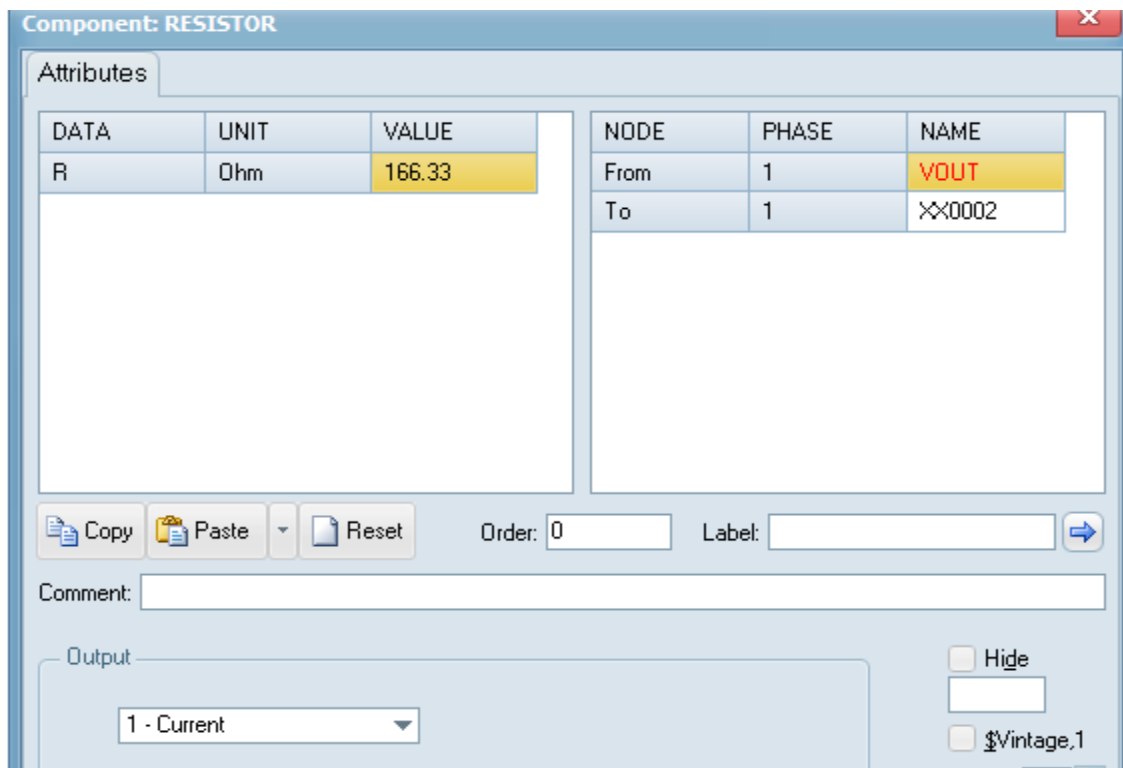 Component: RESISTOR
Attributes
DATA UNIT VALUE
R Ohm 166.33
NODE PHASE NAME
From 1 VOUT
To 1 XX0002
Copy Paste Reset Order: 0 Label:
Comment:
Output
Hide
1 - Current
$Vintage,1